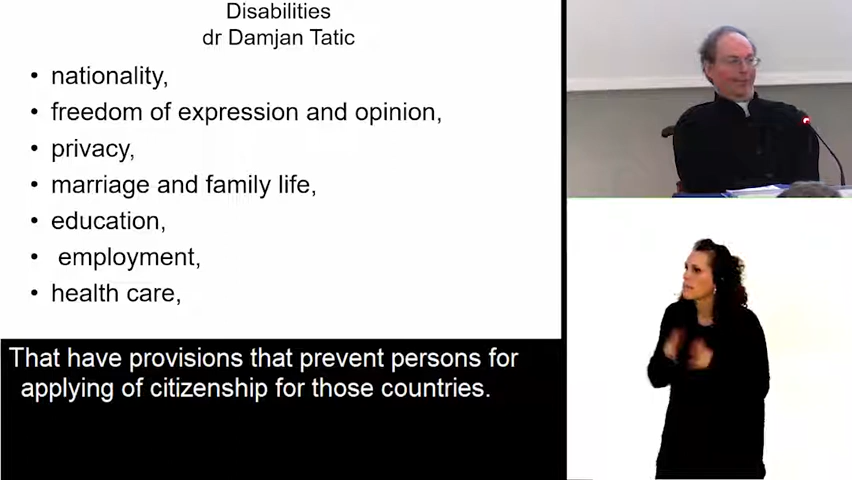 Disabilities
dr Damjan Tatic
• nationality,
• freedom of expression and opinion,
• privacy,
• marriage and family life,
• education,
• employment,
• health care,
That have provisions that prevent persons for
applying of citizenship for those countries.